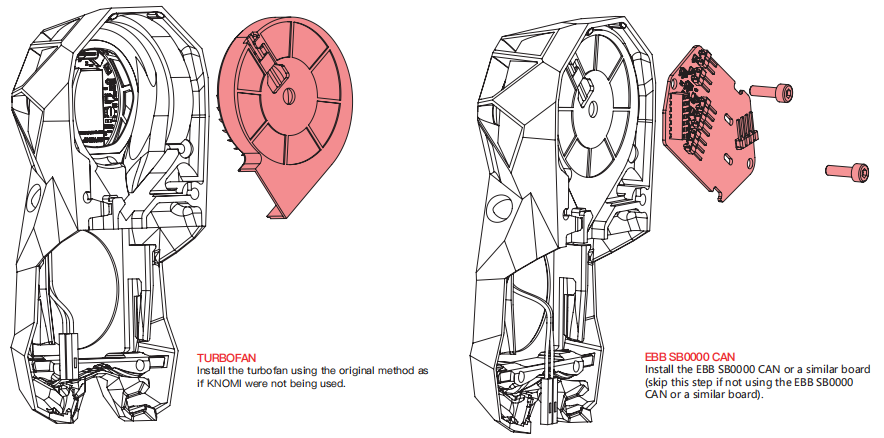 TURBOFAN
Install the turbofan using the original method as
if KNOMI were not being used.
EBB SB0000 CAN
Install the EBB SB0000 CAN or a similar board
(skip this step if not using the EBB SB0000
CAN or a similar board).